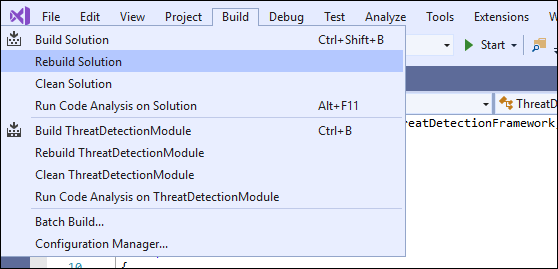 File Edit View Project Build Debug Test Analyze Tools Extensions Window
Build Solution Ctrl+Shift+B
Start
Rebuild Solution
Clean Solution
Run Code Analysis on Solution Alt+F11
ThreatD
Build ThreatDetectionModule Ctrl+B
reatDetectionFramework
Rebuild ThreatDetectionModule
Clean ThreatDetectionModule
Run Code Analysis on ThreatDetectionModule
Batch Build...
Configuration Manager...
10 {